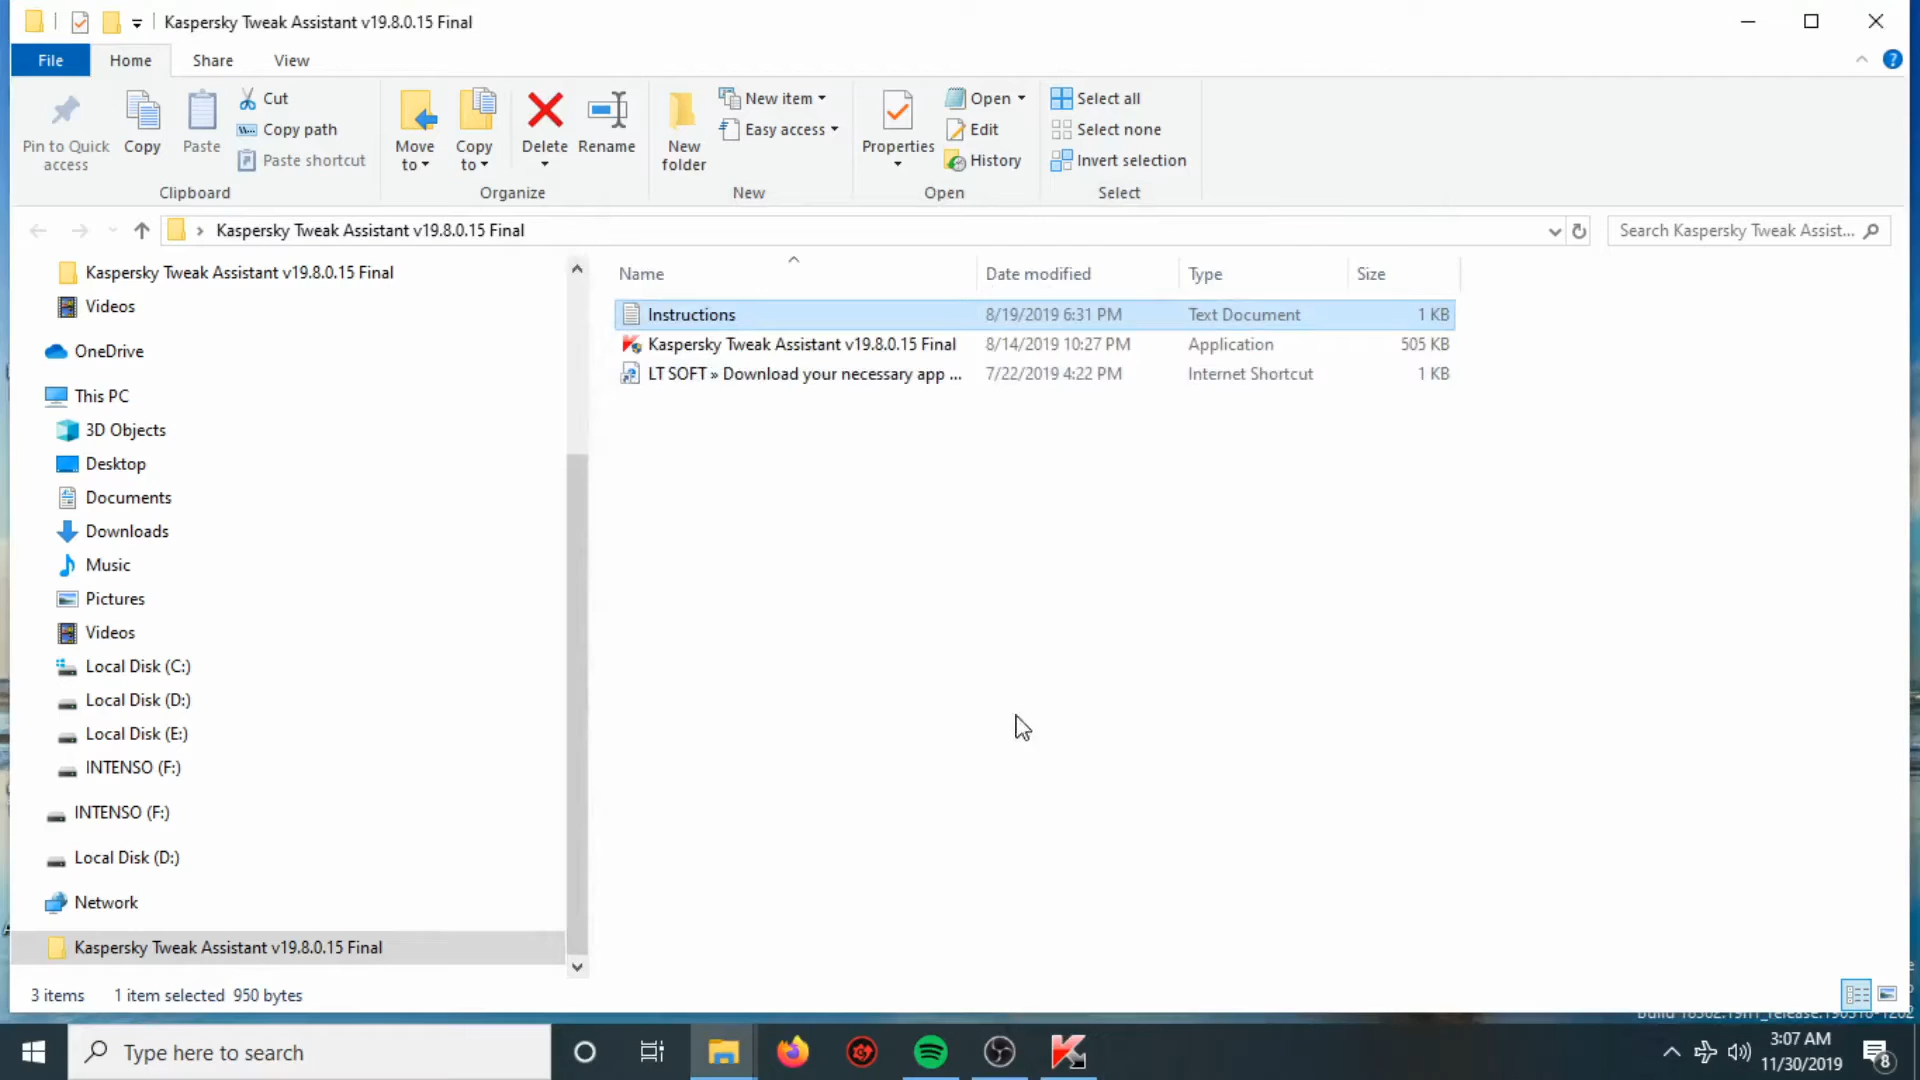 Kaspersky Tweak Assistant v19.8.0.15 Final
File Home Share View
Pin to Quick access
Copy
Paste
Cut
Copy path
Paste shortcut
Clipboard
Move to
Copy to
Delete
Rename
Organize
New folder
New item
Easy access
New
Properties
Open
Edit
History
Open
Select all
Select none
Invert selection
Select
Kaspersky Tweak Assistant v19.8.0.15 Final
Search Kaspersky Tweak Assist...
Kaspersky Tweak Assistant v19.8.0.15 Final
Videos
OneDrive
This PC
3D Objects
Desktop
Documents
Downloads
Music
Pictures
Videos
Local Disk (C:)
Local Disk (D:)
Local Disk (E:)
INTENSO (F:)
INTENSO (F:)
Local Disk (D:)
Network
Kaspersky Tweak Assistant v19.8.0.15 Final
Name Date modified Type Size
Instructions 8/19/2019 6:31 PM Text Document 1 KB
Kaspersky Tweak Assistant v19.8.0.15 Final 8/14/2019 10:27 PM Application 505 KB
LT SOFT » Download your necessary app ... 7/22/2019 4:22 PM Internet Shortcut 1 KB
3 items 1 item selected 950 bytes
Type here to search
3:07 AM
11/30/2019
8